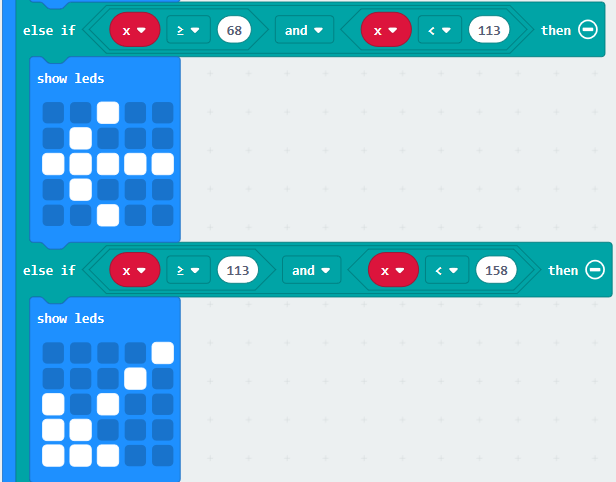 else if x ≥ 68 and x < 113 then
show leds
else if x ≥ 113 and x < 158 then
show leds